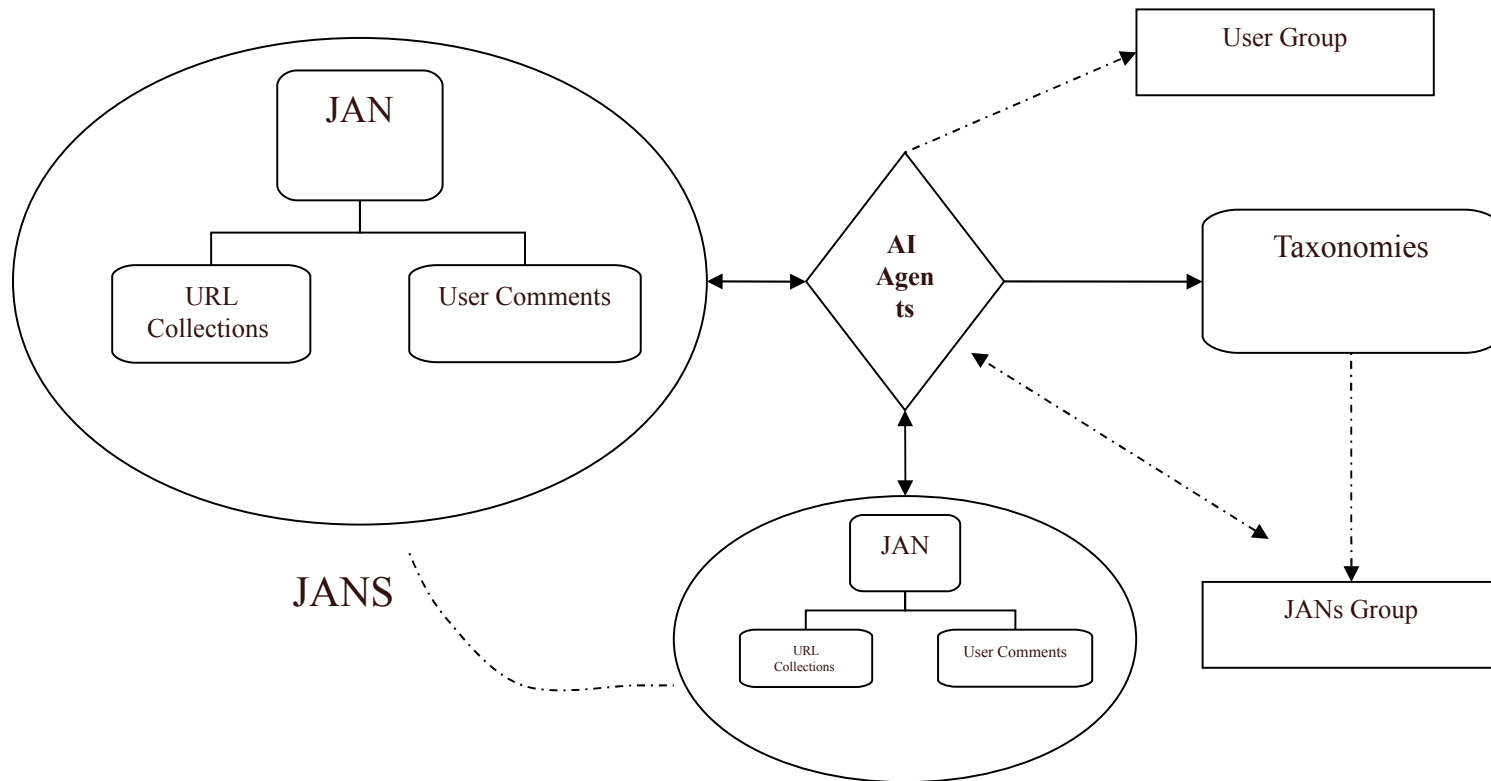 User Group
JAN
AI
Agen
ts
Taxonomies
URL
Collections
User Comments
JANS
JAN
URL
Collections
User Comments
JANs Group